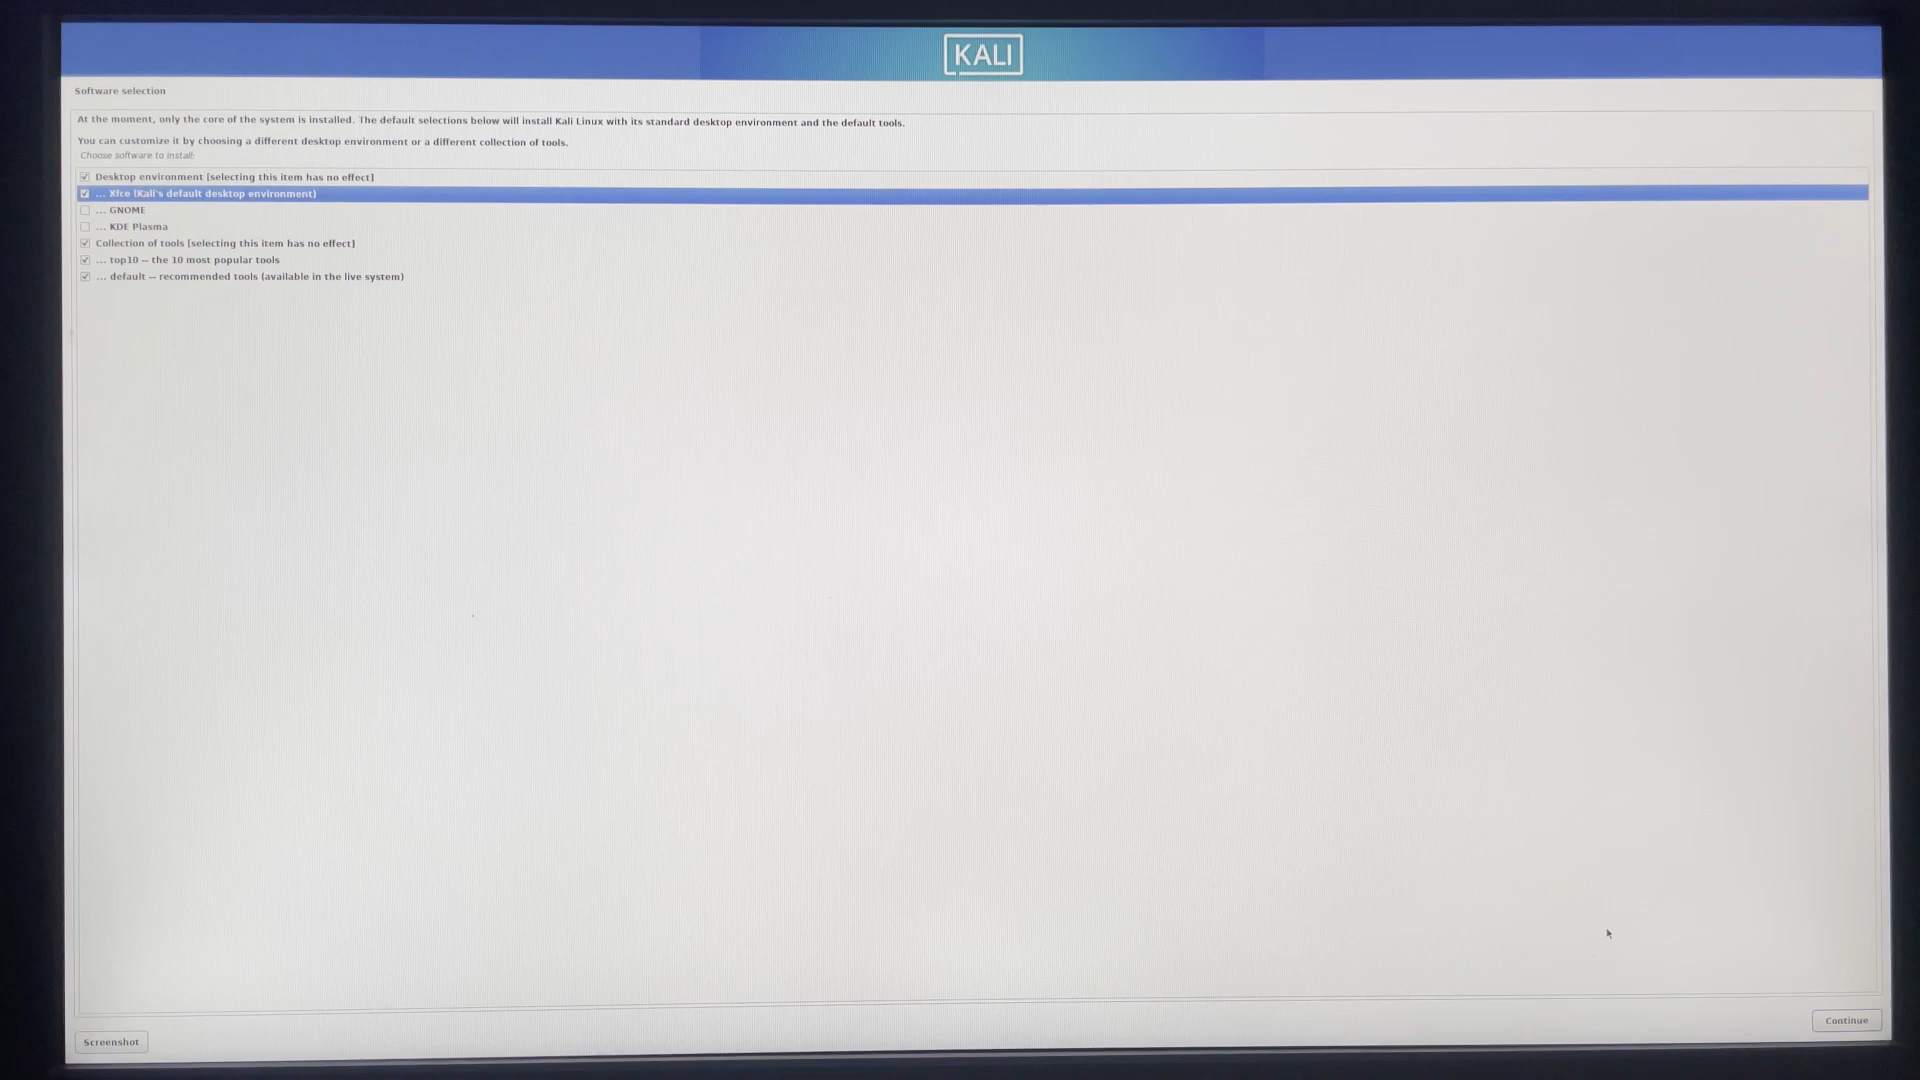 KALI
Software selection
At the moment, only the core of the system is installed. The default selections below will install Kali Linux with its standard desktop environment and the default tools.
You can customize it by choosing a different desktop environment or a different collection of tools.
Choose software to install:
Desktop environment [selecting this item has no effect]
... Xfce (Kali's default desktop environment)
... GNOME
... KDE Plasma
Collection of tools [selecting this item has no effect]
... top10 -- the 10 most popular tools
... default -- recommended tools (available in the live system)
Continue
Screenshot